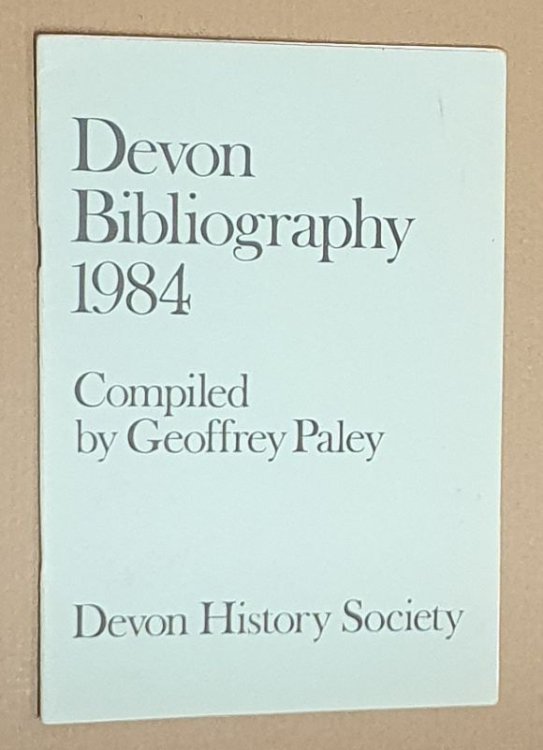 Devon
Bibliography
1984
Compiled
by Geoffrey Paley
Devon History Society